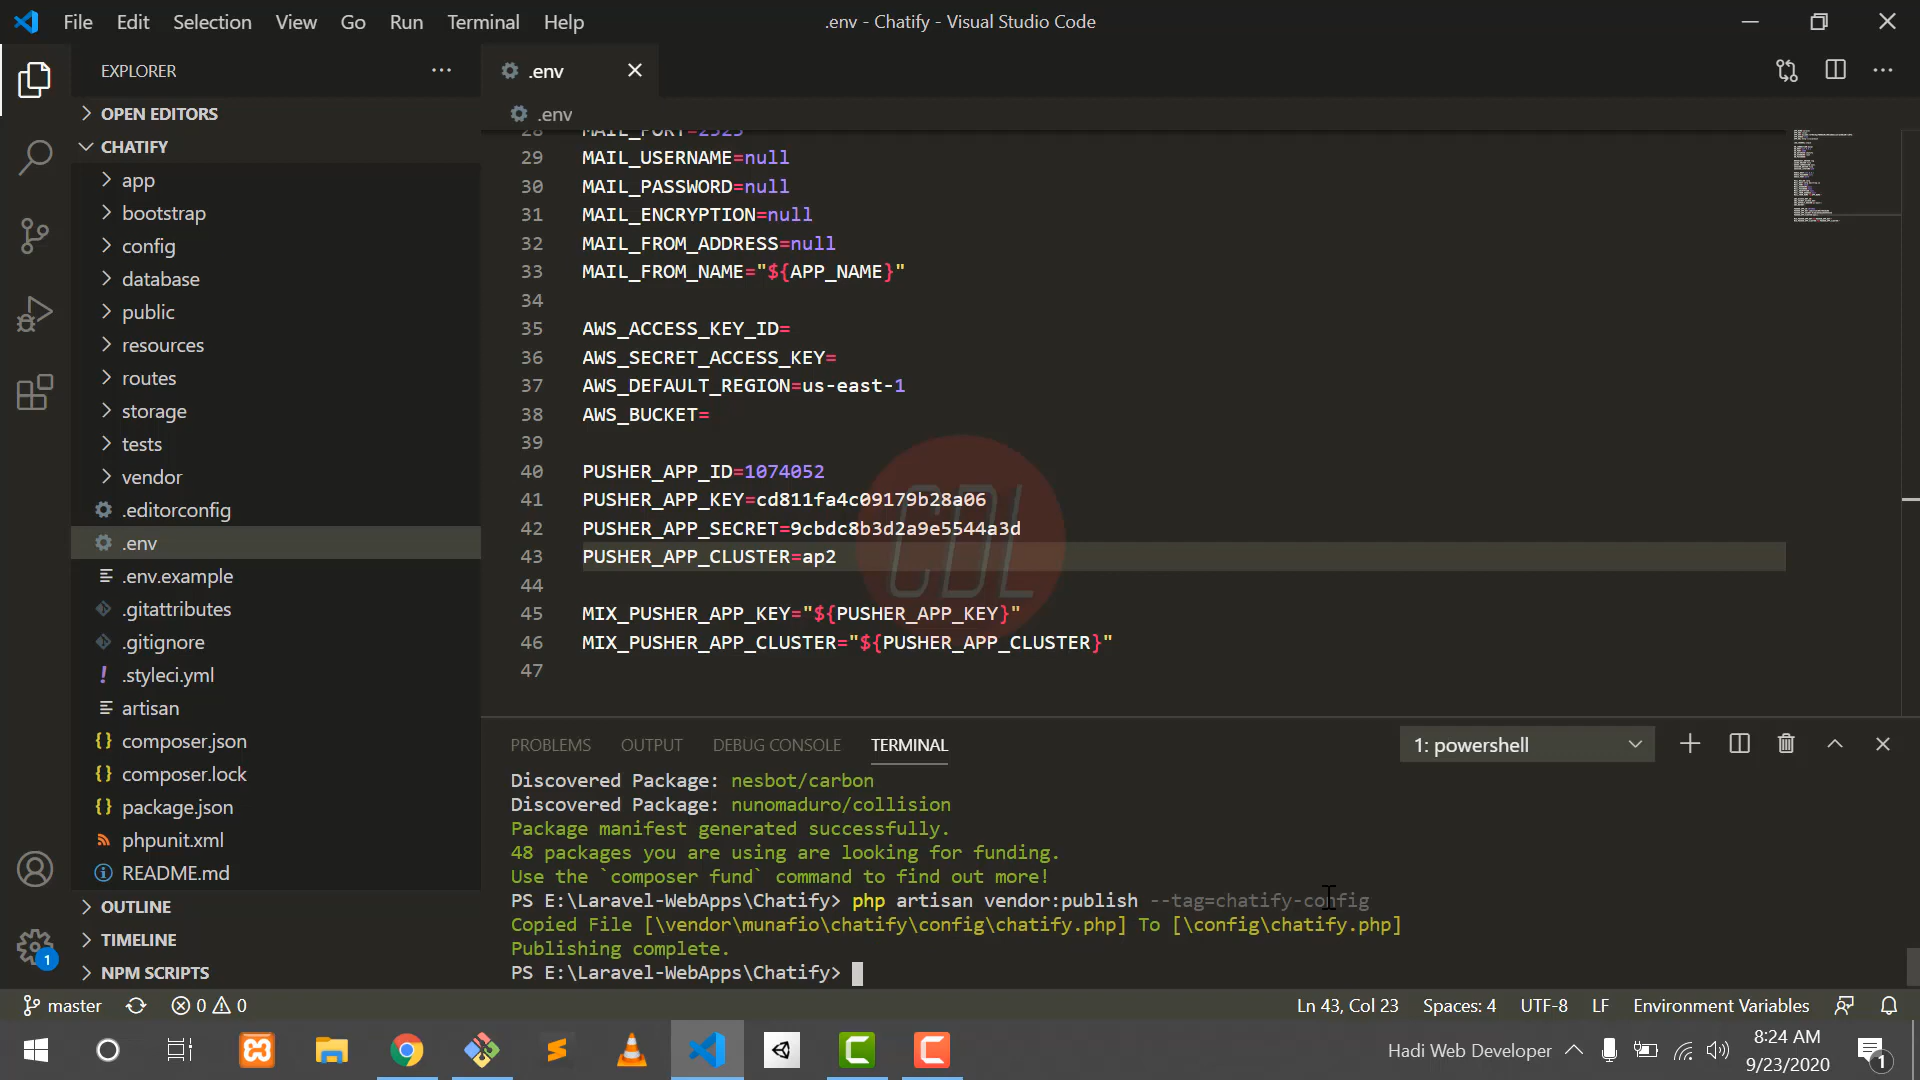 File Edit Selection View Go Run Terminal Help
.env - Chatify - Visual Studio Code
EXPLORER
.env
.env
OPEN EDITORS
CHATIFY
app
bootstrap
config
database
public
resources
routes
storage
tests
vendor
.editorconfig
.env
.env.example
.gitattributes
.gitignore
.styleci.yml
artisan
composer.json
composer.lock
package.json
phpunit.xml
README.md
OUTLINE
TIMELINE
NPM SCRIPTS
28 MAIL_PORT=2525
29 MAIL_USERNAME=null
30 MAIL_PASSWORD=null
31 MAIL_ENCRYPTION=null
32 MAIL_FROM_ADDRESS=null
33 MAIL_FROM_NAME="${APP_NAME}"
34
35 AWS_ACCESS_KEY_ID=
36 AWS_SECRET_ACCESS_KEY=
37 AWS_DEFAULT_REGION=us-east-1
38 AWS_BUCKET=
39
40 PUSHER_APP_ID=1074052
41 PUSHER_APP_KEY=cd811fa4c09179b28a06
42 PUSHER_APP_SECRET=9cbdc8b3d2a9e5544a3d
43 PUSHER_APP_CLUSTER=ap2
44
45 MIX_PUSHER_APP_KEY="${PUSHER_APP_KEY}"
46 MIX_PUSHER_APP_CLUSTER="${PUSHER_APP_CLUSTER}"
47
CDL
PROBLEMS OUTPUT DEBUG CONSOLE TERMINAL
1: powershell
Discovered Package: nesbot/carbon
Discovered Package: nunomaduro/collision
Package manifest generated successfully.
48 packages you are using are looking for funding.
Use the `composer fund` command to find out more!
PS E:\Laravel-WebApps\Chatify> php artisan vendor:publish --tag=chatify-config
Copied File [\vendor\munafio\chatify\config\chatify.php] To [\config\chatify.php]
Publishing complete.
PS E:\Laravel-WebApps\Chatify>
1
master 0 0
Ln 43, Col 23 Spaces: 4 UTF-8 LF Environment Variables
Hadi Web Developer
8:24 AM
9/23/2020
1